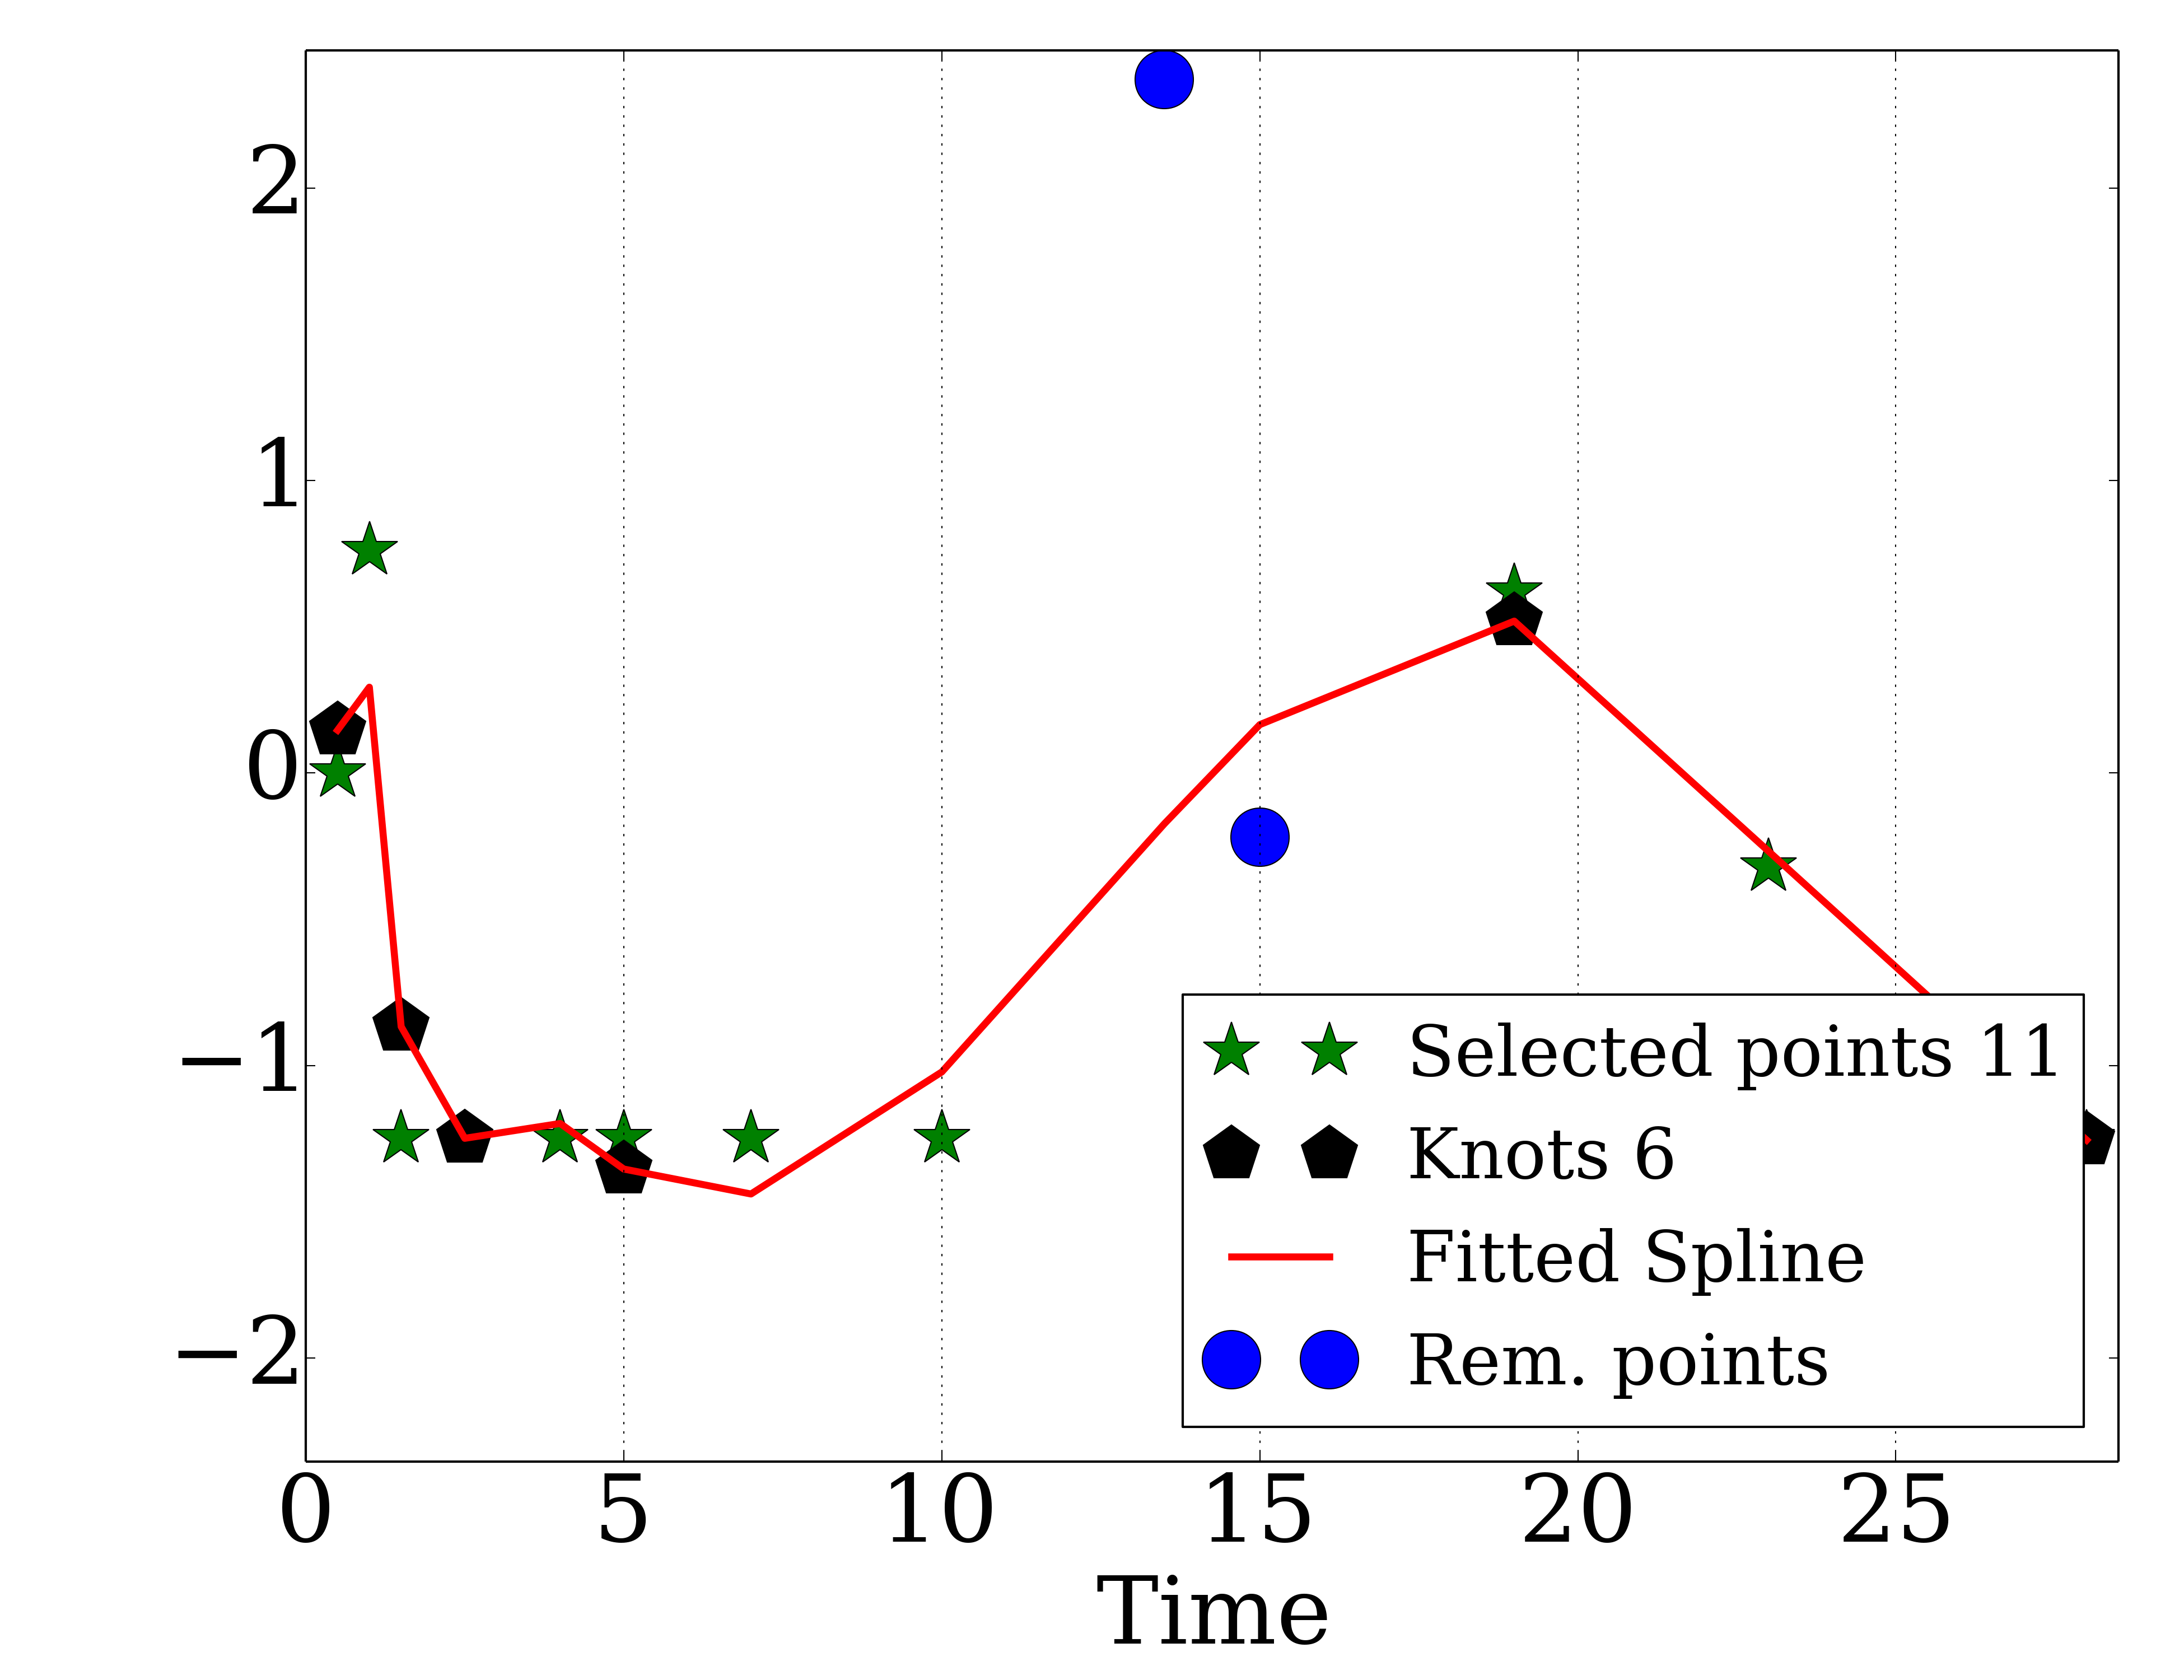 2
1
0
−1
−2
Selected points 11
Knots 6
Fitted Spline
Rem. points
0 5 10 15 20 25
Time